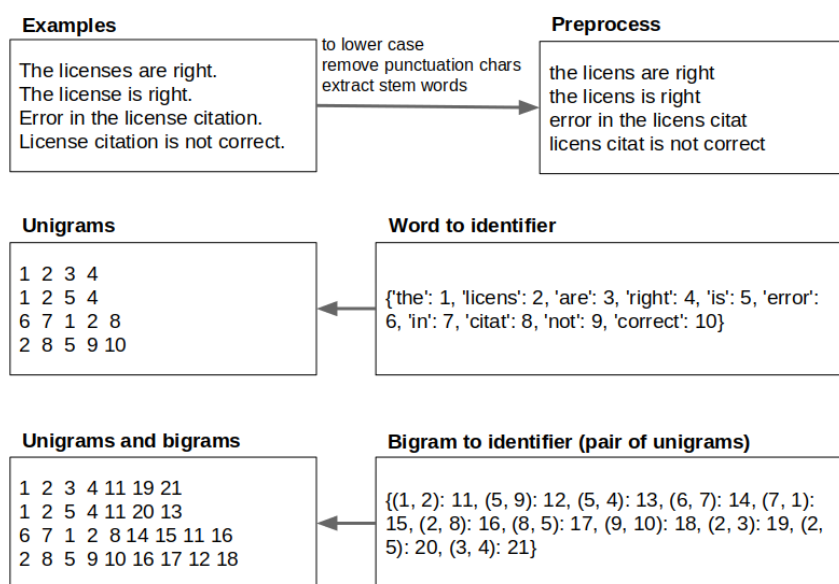 Examples
The licenses are right.
The license is right.
Error in the license citation.
License citation is not correct.
to lower case
remove punctuation chars
extract stem words
Preprocess
the licens are right
the licens is right
error in the licens citat
licens citat is not correct
Unigrams
1 2 3 4
1 2 5 4
6 7 1 2 8
2 8 5 9 10
Word to identifier
{'the': 1, 'licens': 2, 'are': 3, 'right': 4, 'is': 5, 'error':
6, 'in': 7, 'citat': 8, 'not': 9, 'correct': 10}
Unigrams and bigrams
1 2 3 4 11 19 21
1 2 5 4 11 20 13
6 7 1 2 8 14 15 11 16
2 8 5 9 10 16 17 12 18
Bigram to identifier (pair of unigrams)
{(1, 2): 11, (5, 9): 12, (5, 4): 13, (6, 7): 14, (7, 1):
15, (2, 8): 16, (8, 5): 17, (9, 10): 18, (2, 3): 19, (2,
5): 20, (3, 4): 21}